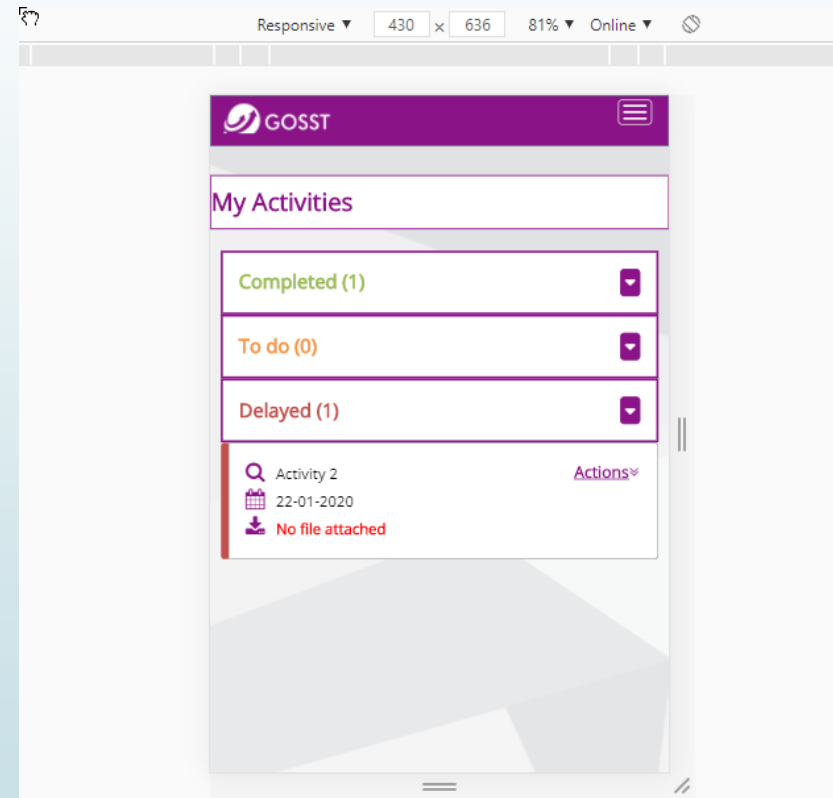 Responsive ▼ 430 × 636 81% ▼ Online ▼
GOSST
My Activities
Completed (1)
To do (0)
Delayed (1)
Activity 2 Actions
22-01-2020
No file attached